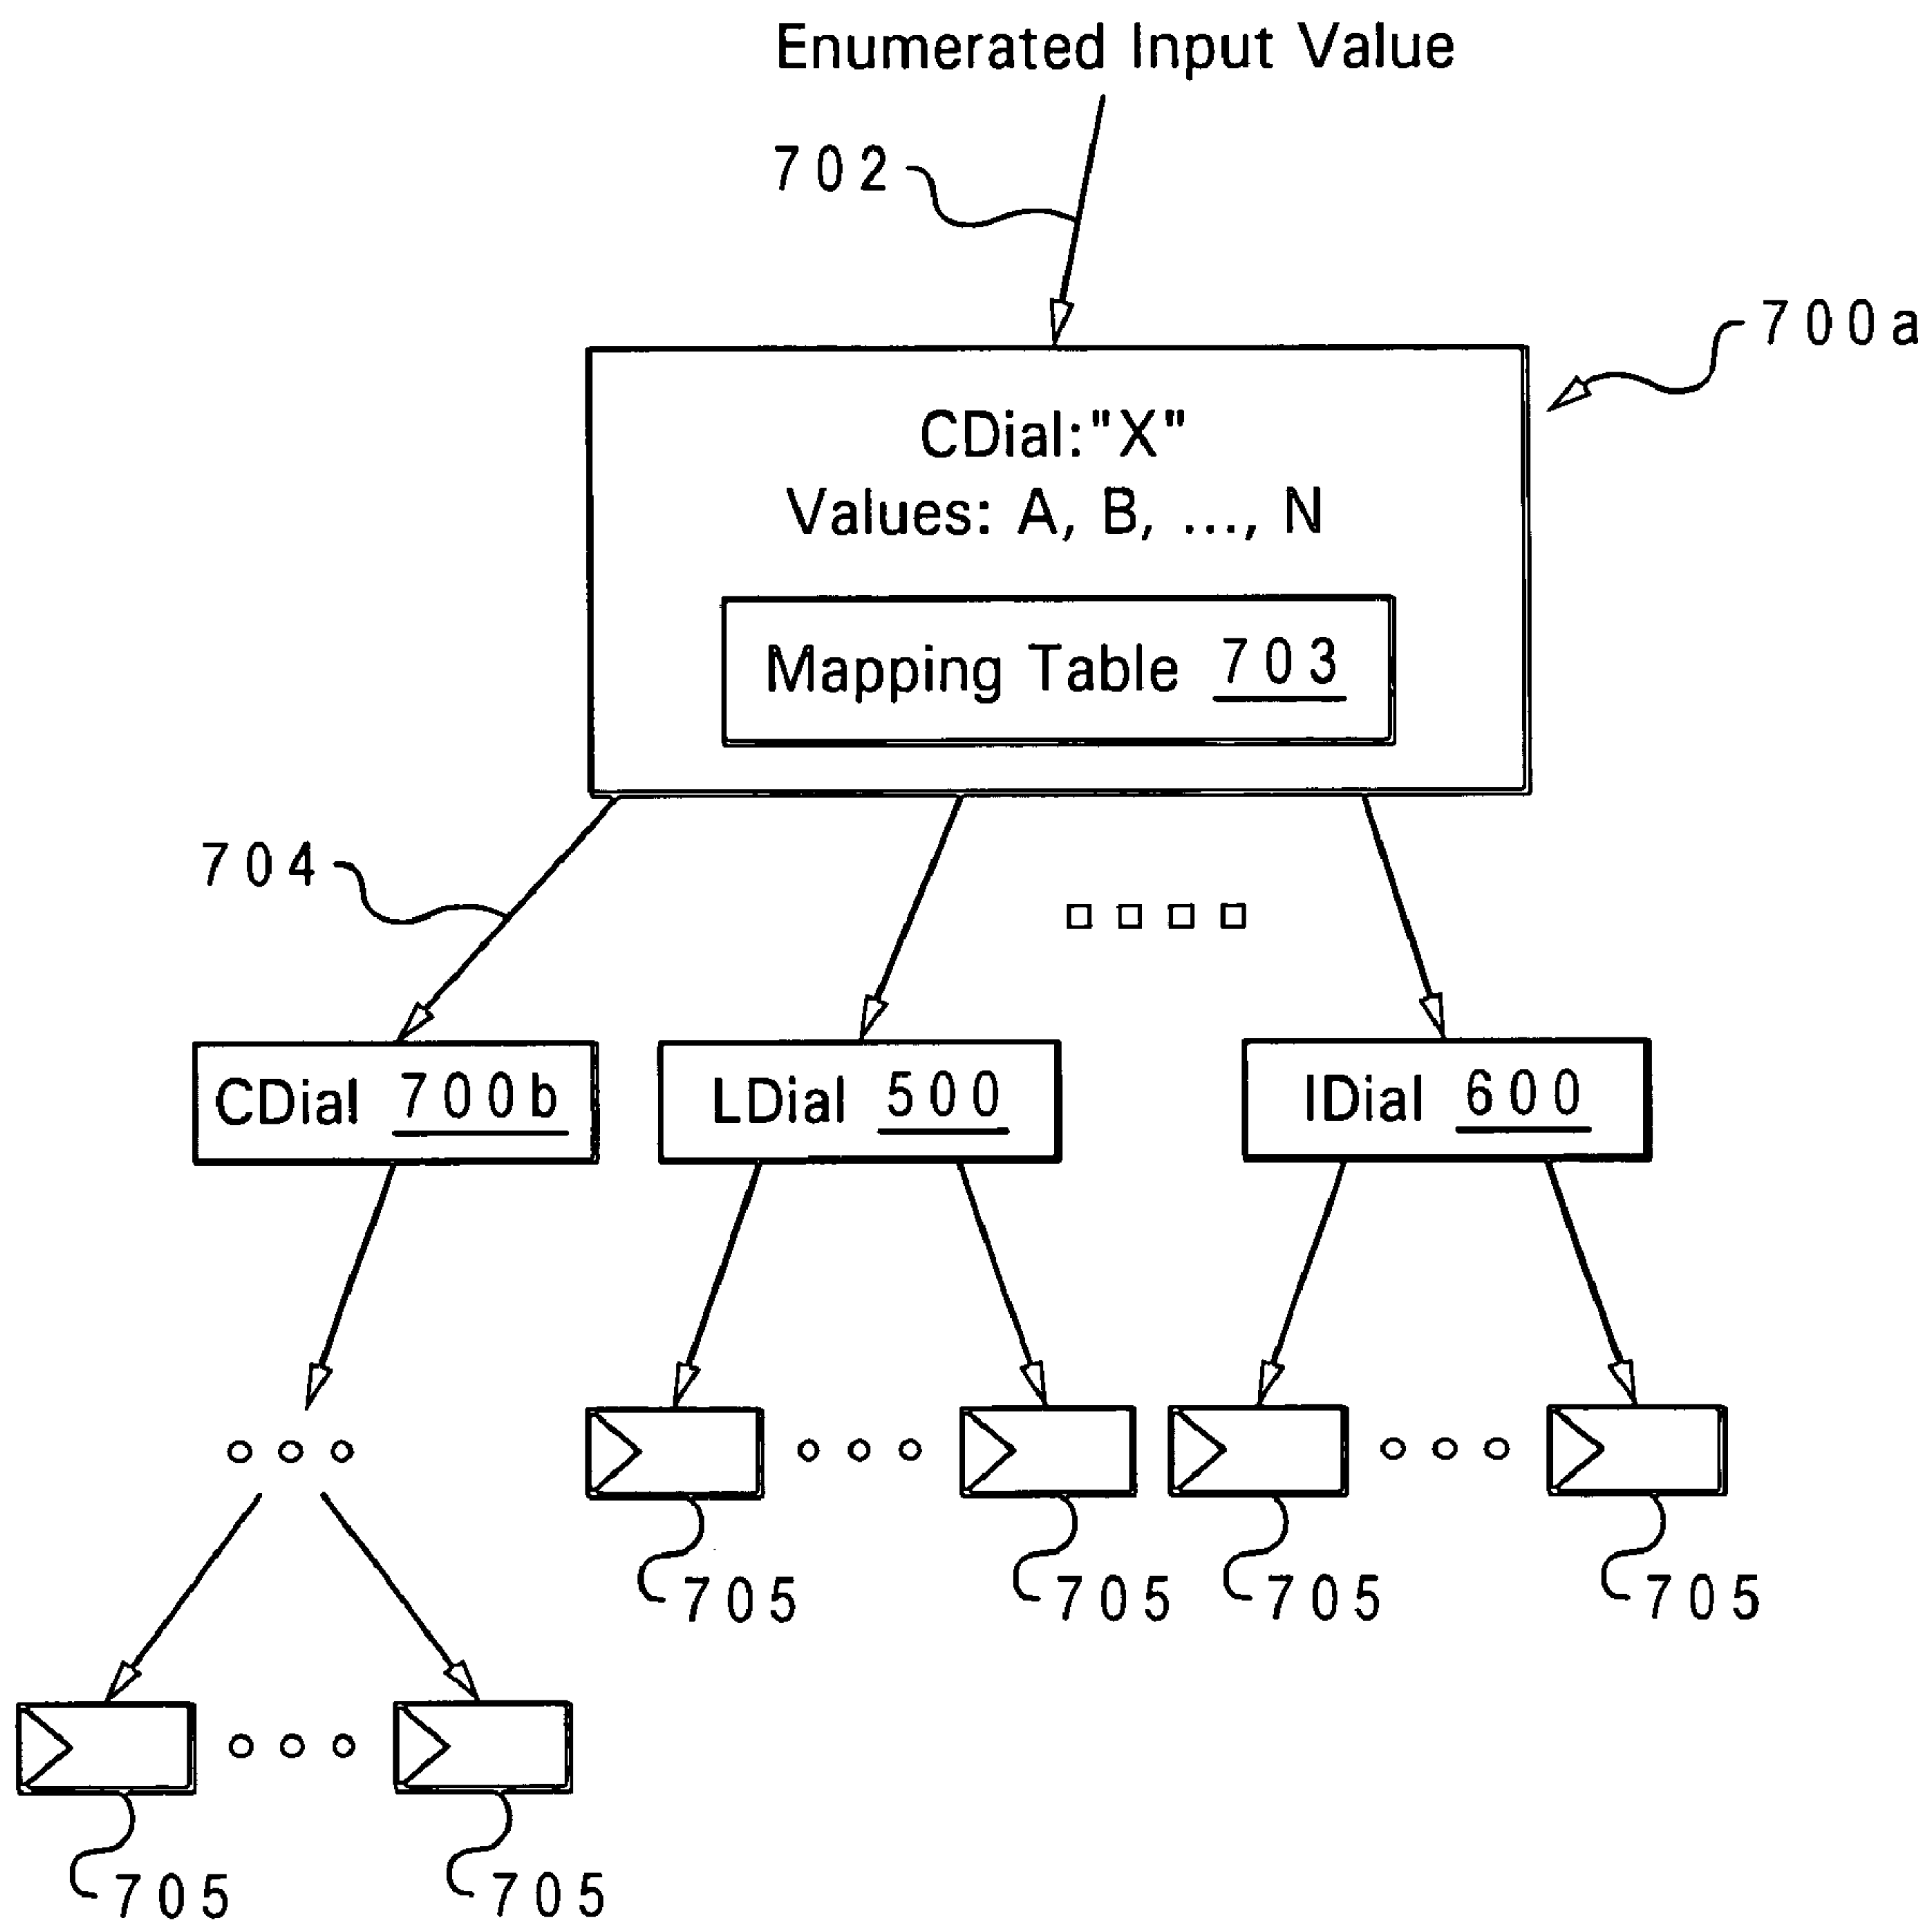 Enumerated Input Value
702
700a
CDial:"X"
Values: A, B, ..., N
Mapping Table 703
704
CDial 700b
LDial 500
IDial 600
705
705
705
705
705
705